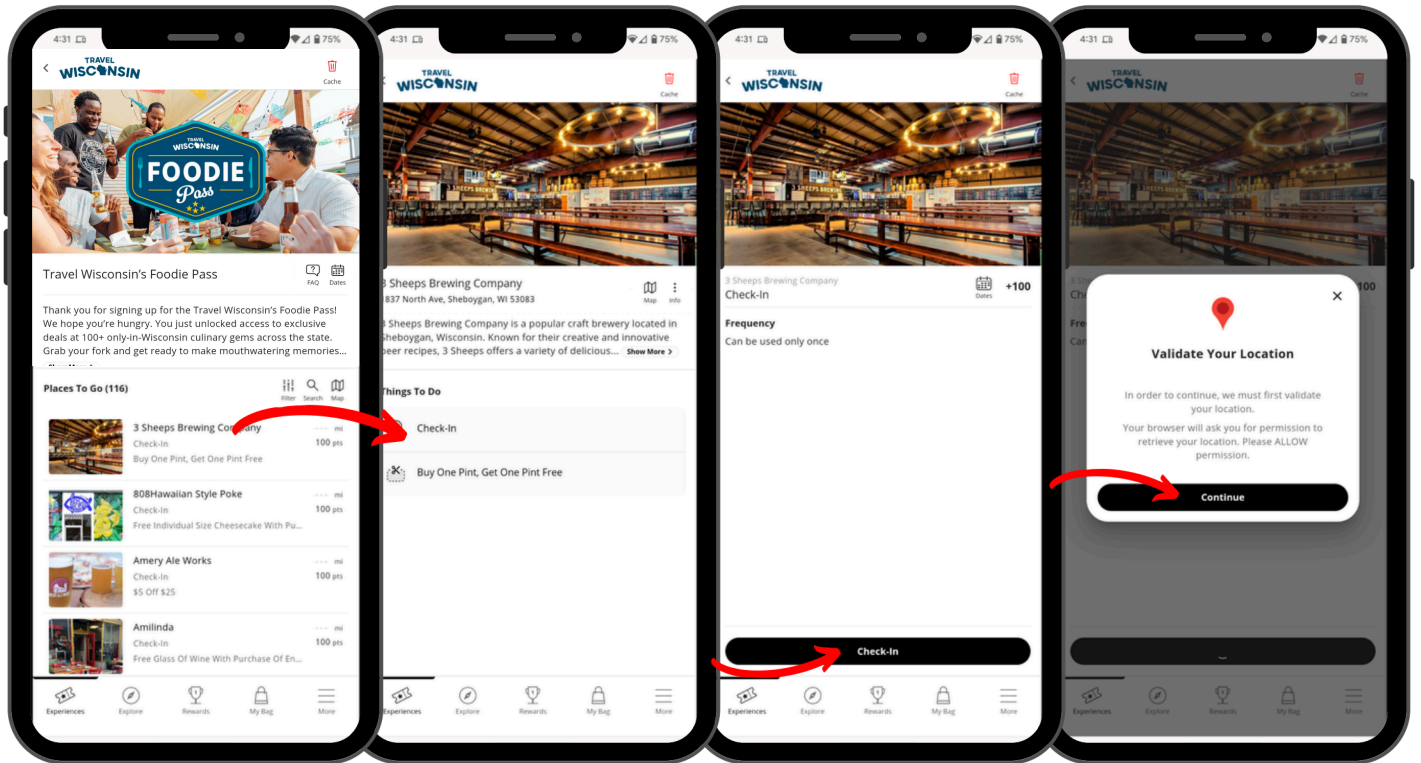 4:31
75%
TRAVEL
WISCONSIN
Cache
TRAVEL
WISCONSIN
FOODIE
Pass
Travel Wisconsin's Foodie Pass
FAQ
Dates
Thank you for signing up for the Travel Wisconsin's Foodie Pass!
We hope you're hungry. You just unlocked access to exclusive
deals at 100+ only-in-Wisconsin culinary gems across the state.
Grab your fork and get ready to make mouthwatering memories...
Places To Go (116)
Filter
Search
Map
3 Sheeps Brewing Company
--- mi
Check-In
100 pts
Buy One Pint, Get One Pint Free
808Hawaiian Style Poke
--- mi
Check-In
100 pts
Free Individual Size Cheesecake With Pu...
Amery Ale Works
--- mi
Check-In
100 pts
$5 Off $25
Amilinda
--- mi
Check-In
100 pts
Free Glass Of Wine With Purchase Of En...
Experiences
Explore
Rewards
My Bag
More
4:31
75%
TRAVEL
WISCONSIN
Cache
3 SHEEPS BREWING
3 Sheeps Brewing Company
1837 North Ave, Sheboygan, WI 53083
Map
Info
3 Sheeps Brewing Company is a popular craft brewery located in
Sheboygan, Wisconsin. Known for their creative and innovative
beer recipes, 3 Sheeps offers a variety of delicious... Show More >
Things To Do
Check-In
Buy One Pint, Get One Pint Free
Experiences
Explore
Rewards
My Bag
More
4:31
75%
TRAVEL
WISCONSIN
Cache
3 SHEEPS BREWING
3 Sheeps Brewing Company
Check-In
Dates
+100
Frequency
Can be used only once
Check-In
Experiences
Explore
Rewards
My Bag
More
4:31
75%
TRAVEL
WISCONSIN
Cache
3 SHEEPS BREWING
100
Validate Your Location
In order to continue, we must first validate
your location.
Your browser will ask you for permission to
retrieve your location. Please ALLOW
permission.
Continue
Experiences
Explore
Rewards
My Bag
More